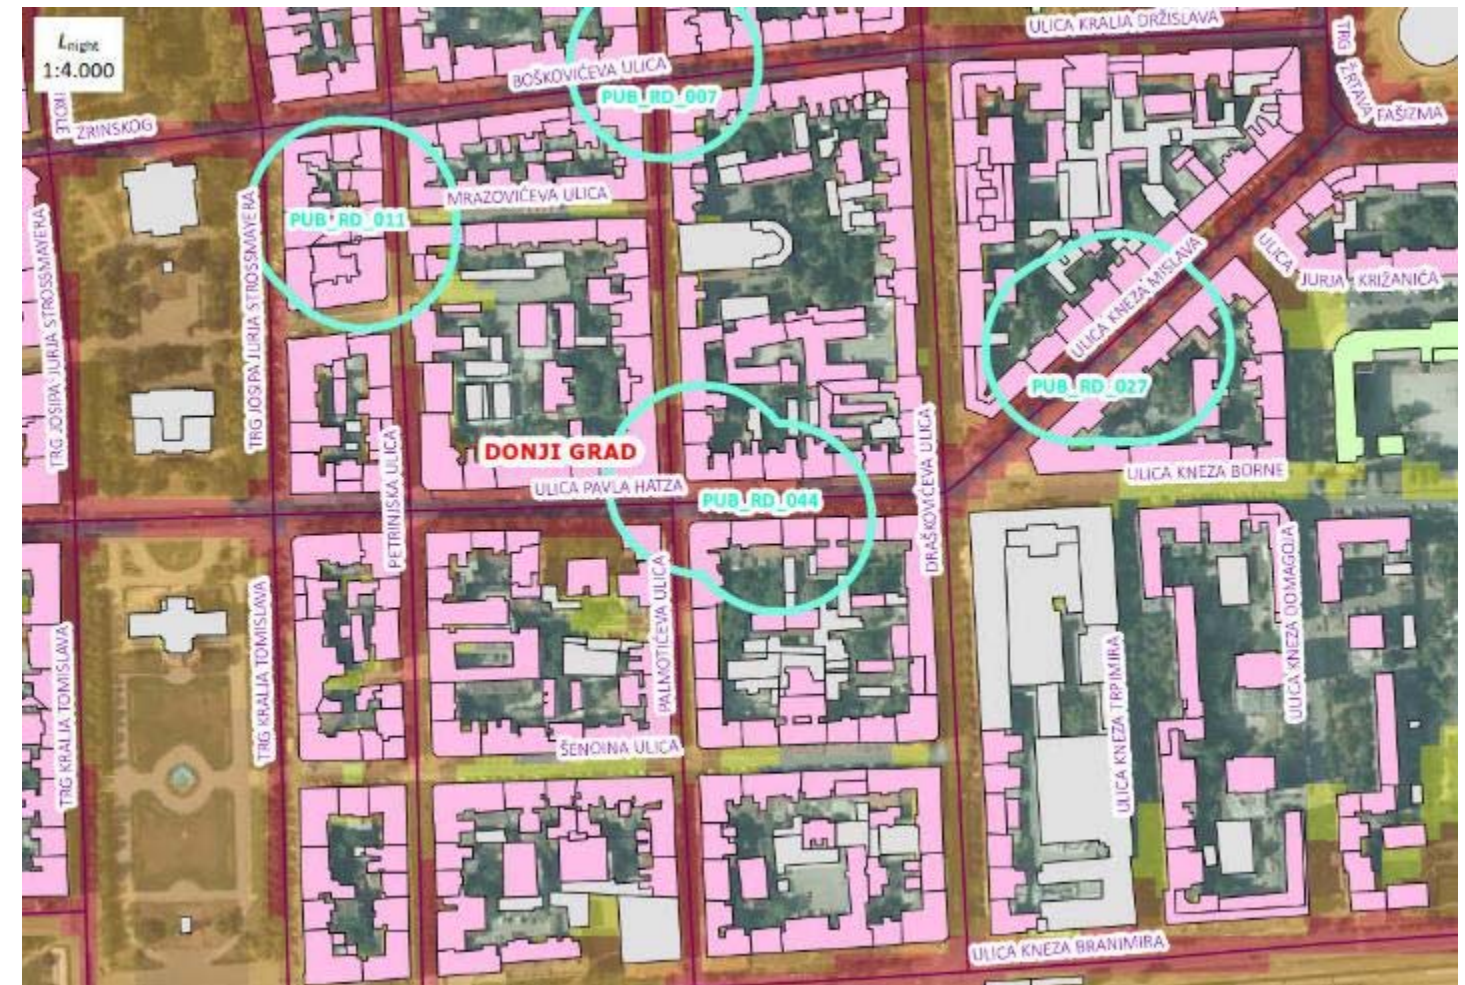 Lnight
1:4.000
ULICA KRALJA DRŽISLAVA
TRG ŽRTAVA FAŠIZMA
BOŠKOVIĆEVA ULICA
PUB_RD_007
ZRINSKOG
MRAZOVIĆEVA ULICA
PUB_RD_011
TRG JOSIPA JURJA STROSSMAYERA
TRG JOSIPA JURJA STROSSMAYERA
ULICA KNEZA MISLAVA
ULICA JURJA KRIŽANIĆA
PUB_RD_027
DONJI GRAD
PETRINJSKA ULICA
ULICA PAVLA HATZA
PUB_RD_044
DRAŠKOVIĆEVA ULICA
ULICA KNEZA BORNE
PALMOTIĆEVA ULICA
TRG KRALJA TOMISLAVA
TRG KRALJA TOMISLAVA
ULICA KNEZA DOMAGOJA
ULICA KNEZA TRPIMIRA
ŠENOINA ULICA
ULICA KNEZA BRANIMIRA